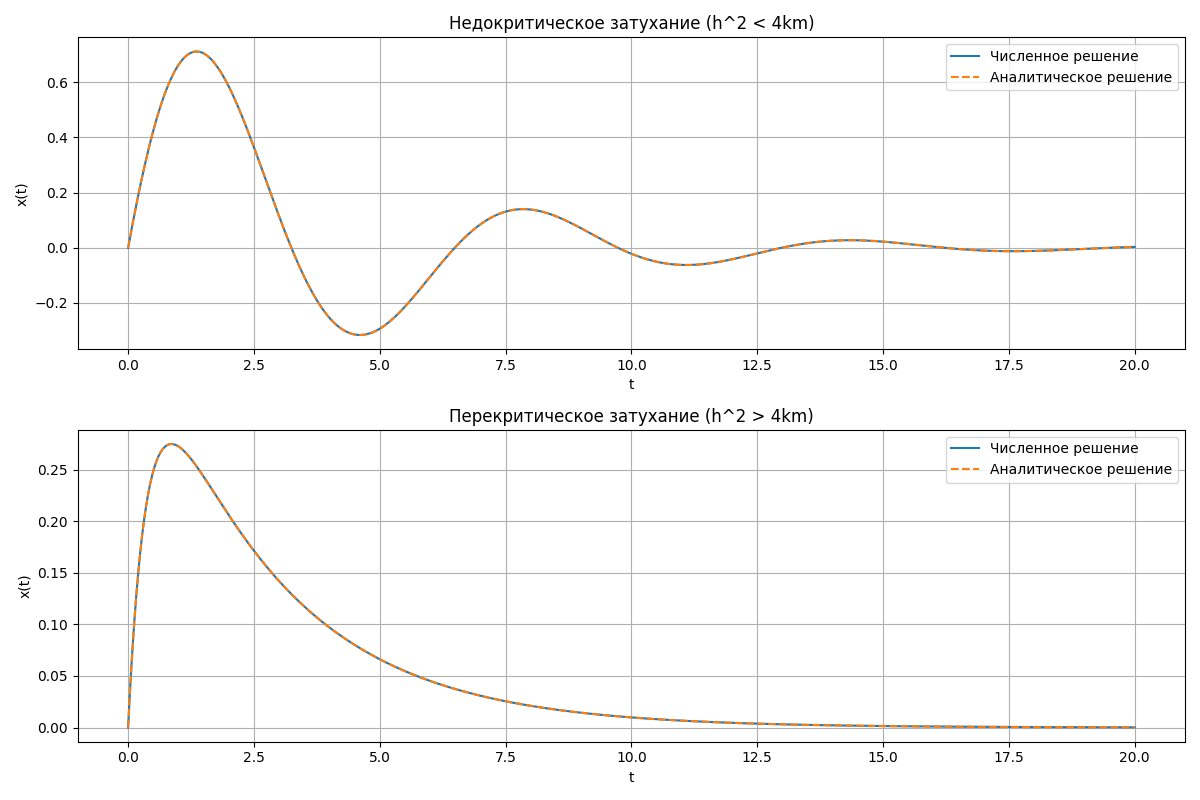 Недокритическое затухание (h^2 < 4km)
Численное решение
Аналитическое решение
x(t)
0.6
0.4
0.2
0.0
−0.2
0.0 2.5 5.0 7.5 10.0 12.5 15.0 17.5 20.0
t
Перекритическое затухание (h^2 > 4km)
Численное решение
Аналитическое решение
x(t)
0.25
0.20
0.15
0.10
0.05
0.00
0.0 2.5 5.0 7.5 10.0 12.5 15.0 17.5 20.0
t